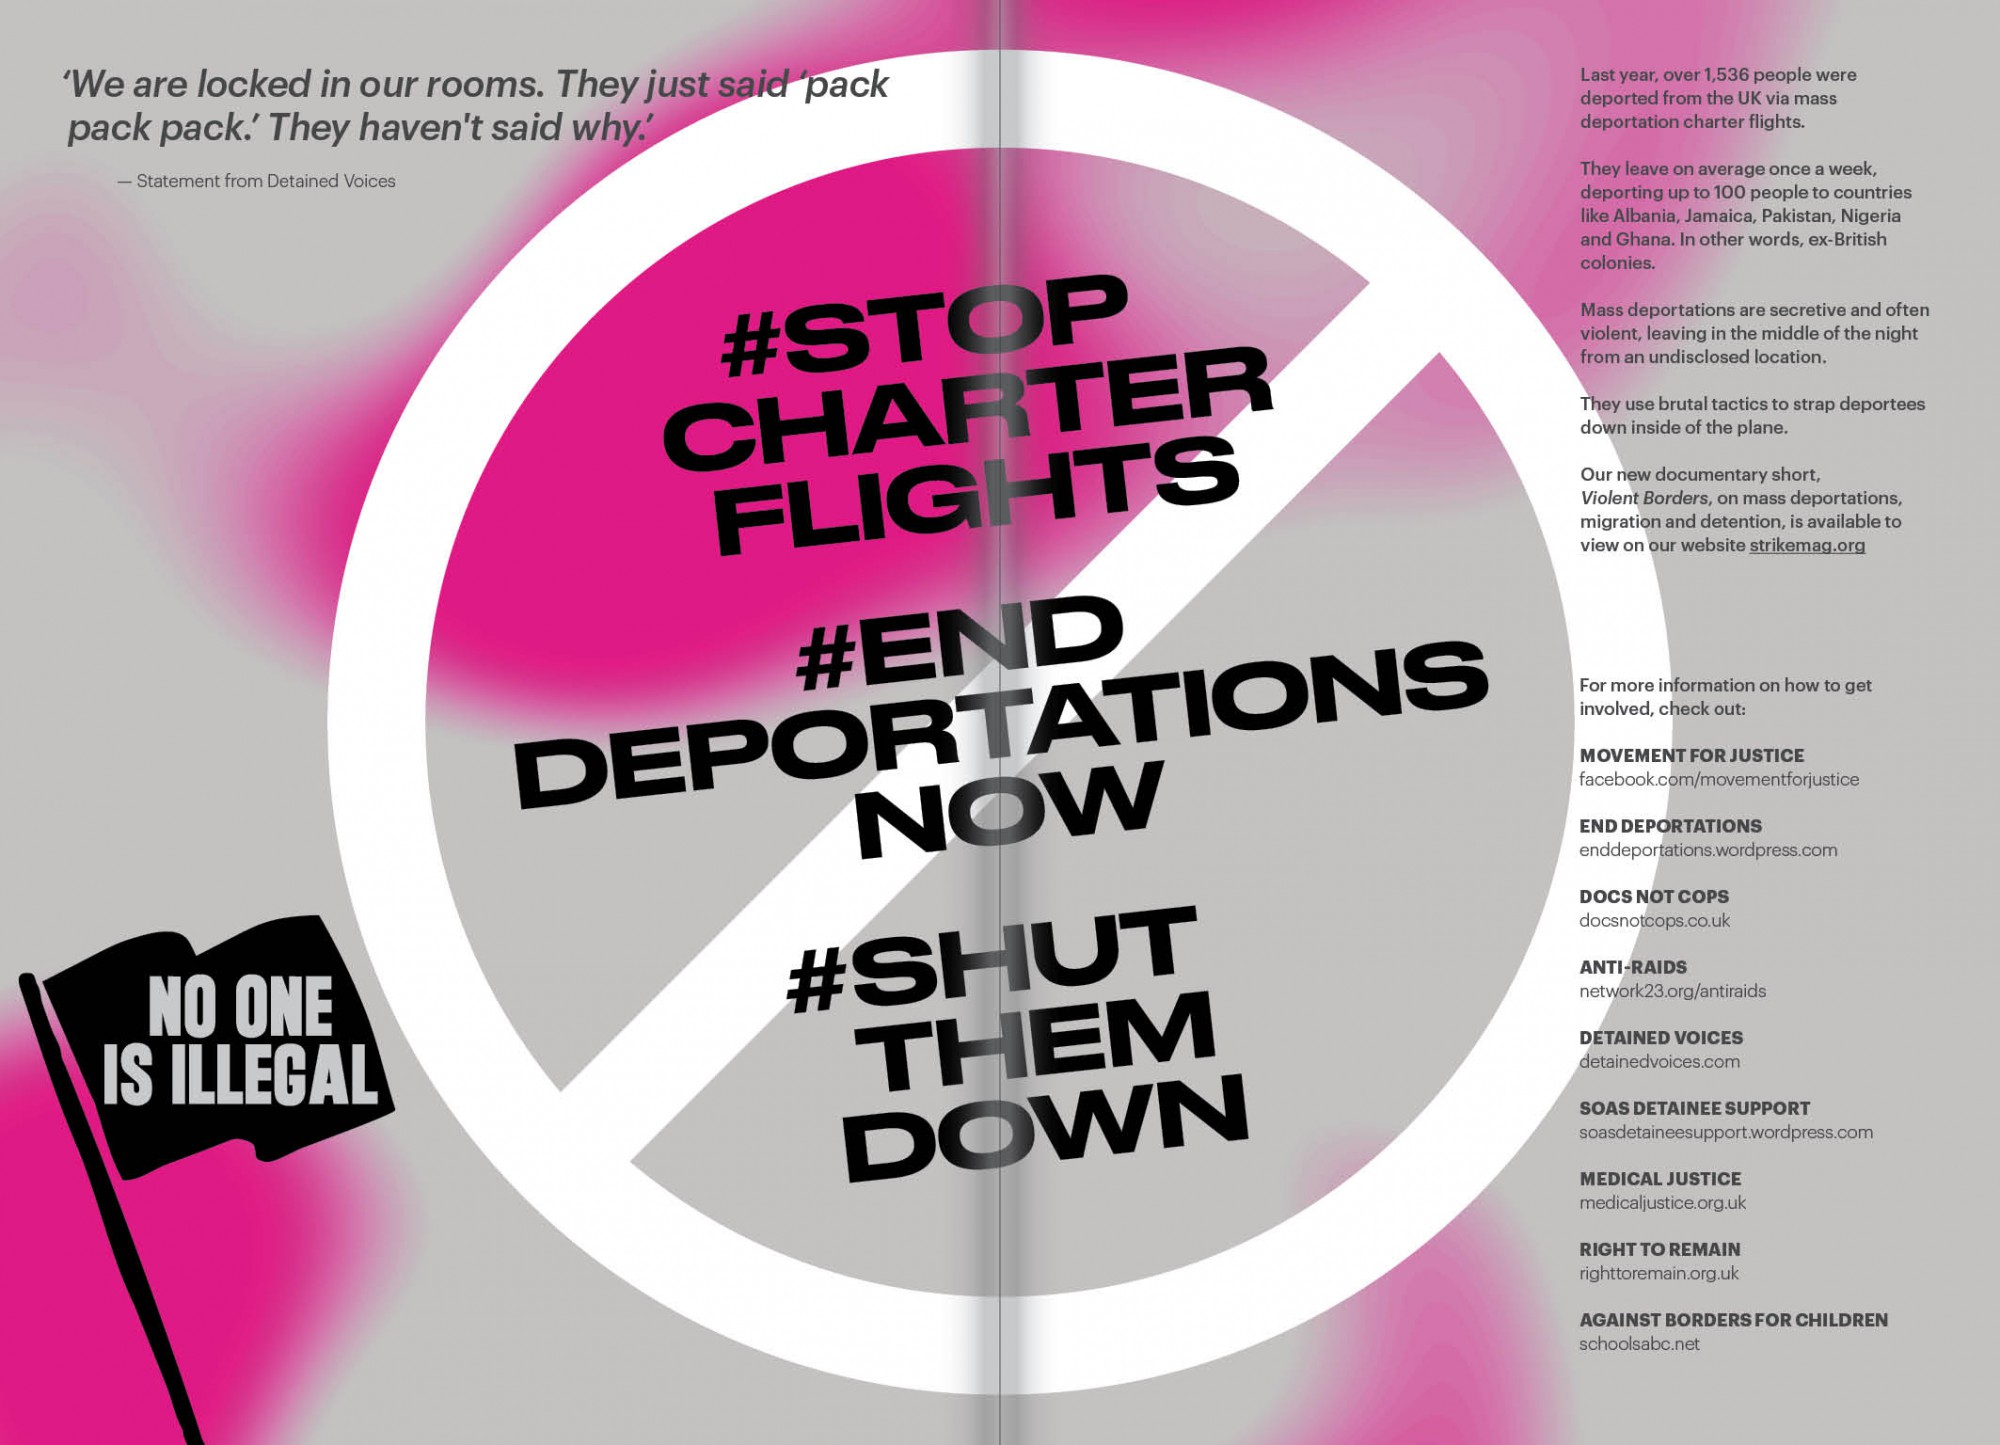 ‘We are locked in our rooms. They just said ‘pack
pack pack.’ They haven't said why.’
— Statement from Detained Voices
#STOP
CHARTER
FLIGHTS
#END
DEPORTATIONS
NOW
#SHUT
THEM
DOWN
NO ONE
IS ILLEGAL
Last year, over 1,536 people were
deported from the UK via mass
deportation charter flights.
They leave on average once a week,
deporting up to 100 people to countries
like Albania, Jamaica, Pakistan, Nigeria
and Ghana. In other words, ex-British
colonies.
Mass deportations are secretive and often
violent, leaving in the middle of the night
from an undisclosed location.
They use brutal tactics to strap deportees
down inside of the plane.
Our new documentary short,
Violent Borders, on mass deportations,
migration and detention, is available to
view on our website strikemag.org
For more information on how to get
involved, check out:
MOVEMENT FOR JUSTICE
facebook.com/movementforjustice
END DEPORTATIONS
enddeportations.wordpress.com
DOCS NOT COPS
docsnotcops.co.uk
ANTI-RAIDS
network23.org/antiraids
DETAINED VOICES
detainedvoices.com
SOAS DETAINEE SUPPORT
soasdetaineesupport.wordpress.com
MEDICAL JUSTICE
medicaljustice.org.uk
RIGHT TO REMAIN
righttoremain.org.uk
AGAINST BORDERS FOR CHILDREN
schoolsabc.net